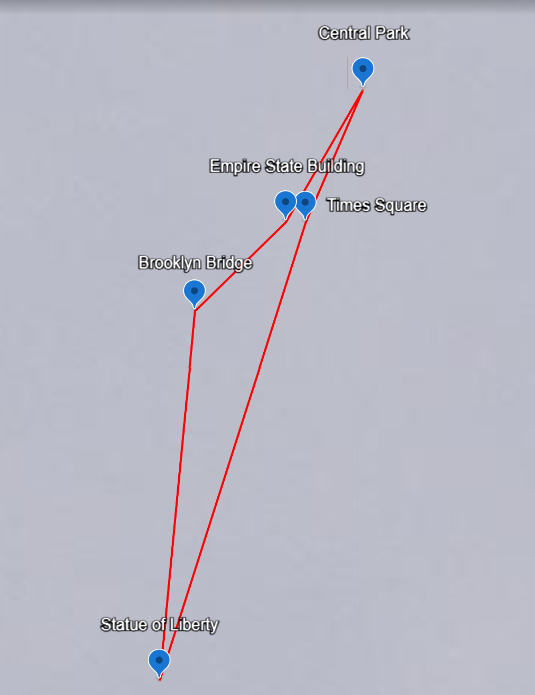 Central Park
Empire State Building
Times Square
Brooklyn Bridge
Statue of Liberty